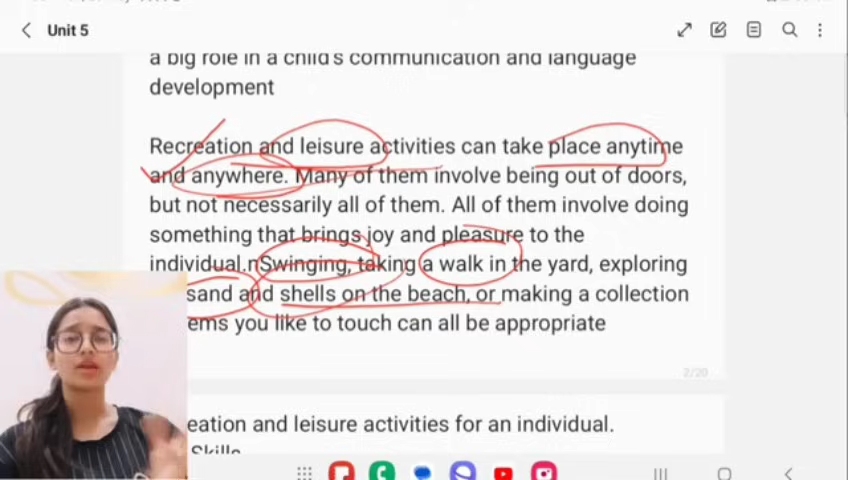 Unit 5
a big role in a child's communication and language
development
Recreation and leisure activities can take place anytime
and anywhere. Many of them involve being out of doors,
but not necessarily all of them. All of them involve doing
something that brings joy and pleasure to the
individual.nSwinging, taking a walk in the yard, exploring
sand and shells on the beach, or making a collection
you like to touch can all be appropriate
2/20
and leisure activities for an individual.
Skills